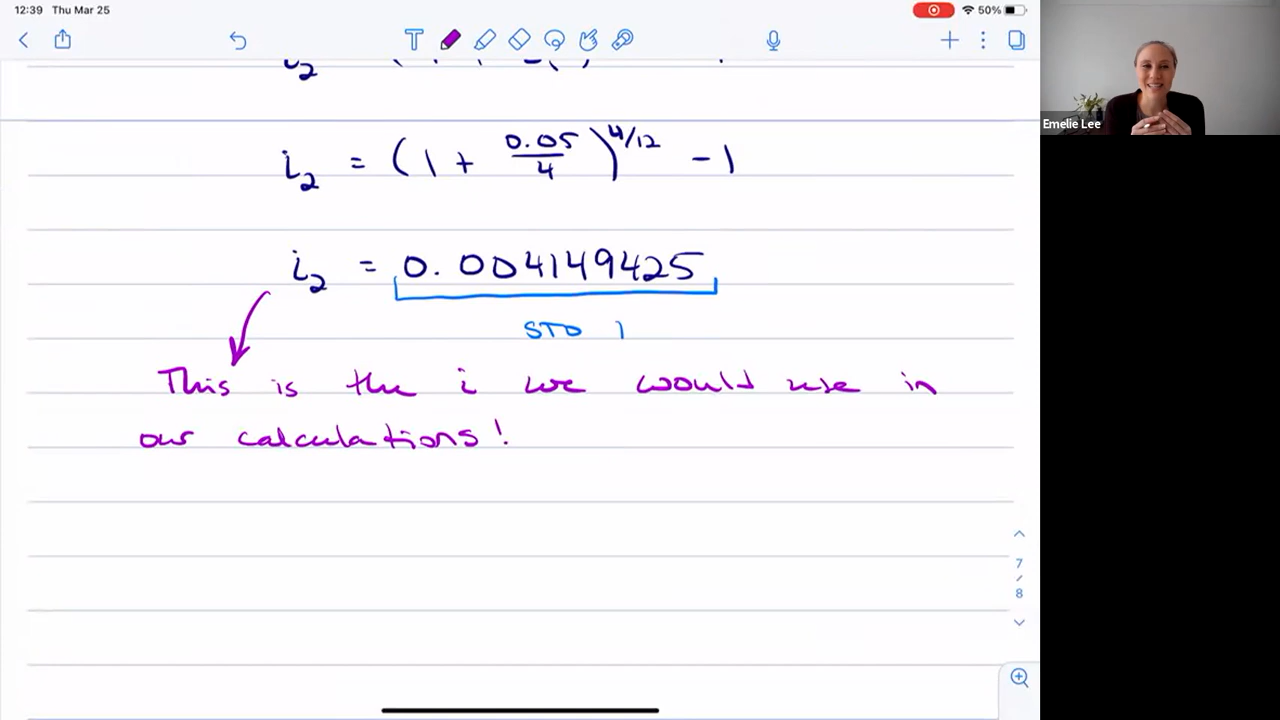 12:39 Thu Mar 25
50%
T
Emelie Lee
i₂ = (1 + 0.05/4)^4/12 - 1
i₂ = 0.004149425
STO 1
This is the i we would use in
our calculations!
7
/
8